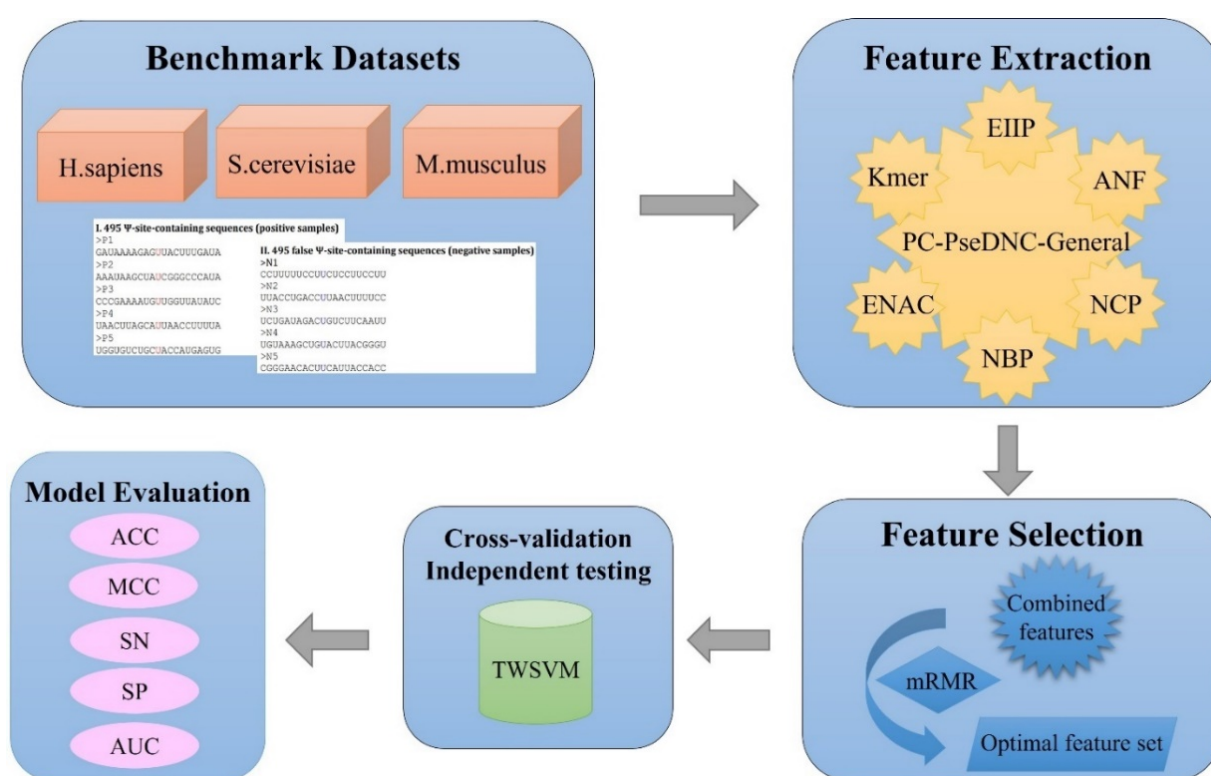 Benchmark Datasets
H.sapiens
S.cerevisiae
M.musculus
I. 495 Ψ-site-containing sequences (positive samples)
>P1
GAUAAAAGAGUUACUUUGAUA
>P2
AAAUAAGCUAUCGGGCCCAUA
>P3
CCCGAAAAUGUUGGUUAUAUC
>P4
UAACUUAGCAUUAACCUUUUA
>P5
UGGUGUCUGCUACCAUGAGUG
II. 495 false Ψ-site-containing sequences (negative samples)
>N1
CCUUUUUCCUUCUCCUUCCUU
>N2
UUACCUGACCUUAACUUUUCC
>N3
UCUGAUAGACUGUCUUCAAUU
>N4
UGUAAAGCUGUACUUACGGGU
>N5
CGGGAACACUUCAUUACCACC
Feature Extraction
EIIP
Kmer
ANF
PC-PseDNC-General
ENAC
NCP
NBP
Feature Selection
Combined
features
mRMR
Optimal feature set
Cross-validation
Independent testing
TWSVM
Model Evaluation
ACC
MCC
SN
SP
AUC